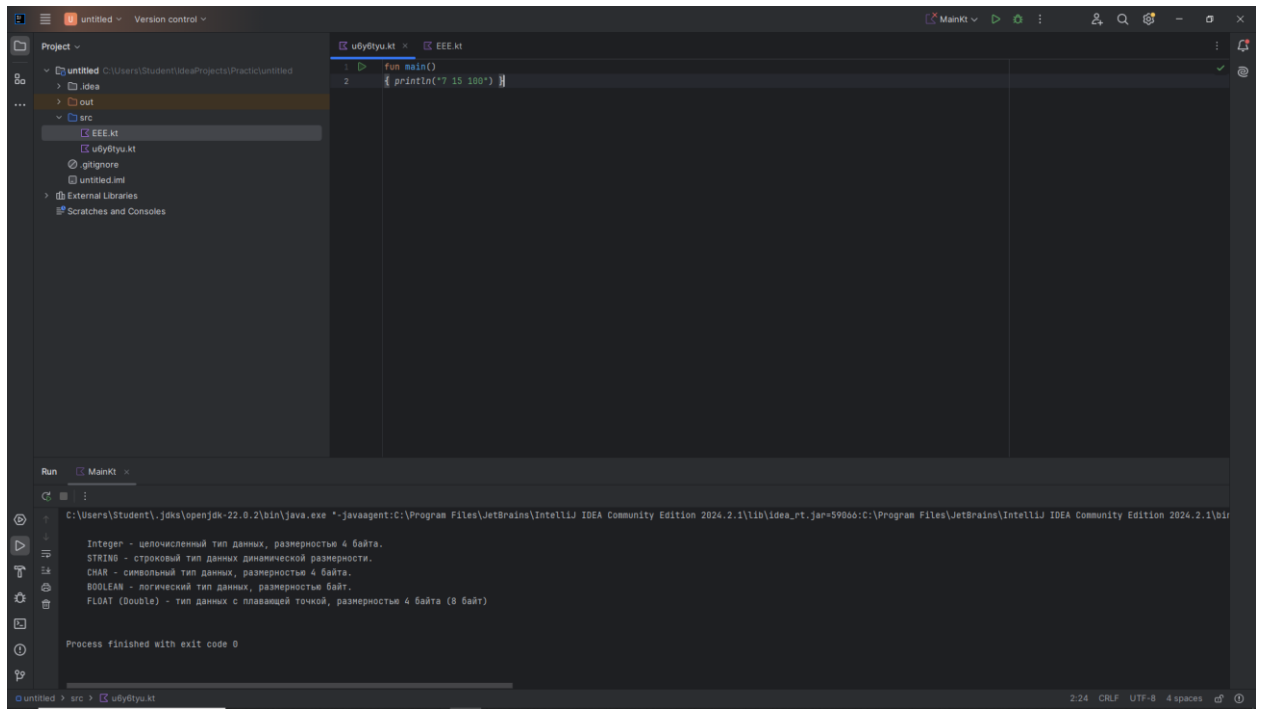 untitled Version control MainKt
Project
u6y6tyu.kt EEE.kt
untitled C:\Users\Student\IdeaProjects\Practic\untitled
.idea
out
src
EEE.kt
u6y6tyu.kt
.gitignore
untitled.iml
External Libraries
Scratches and Consoles
1 fun main()
2 { println("7 15 100") }
Run MainKt
C:\Users\Student\.jdks\openjdk-22.0.2\bin\java.exe "-javaagent:C:\Program Files\JetBrains\IntelliJ IDEA Community Edition 2024.2.1\lib\idea_rt.jar=59066:C:\Program Files\JetBrains\IntelliJ IDEA Community Edition 2024.2.1\bin
Integer - целочисленный тип данных, размерностью 4 байта.
STRING - строковый тип данных динамической размерности.
CHAR - символьный тип данных, размерностью 4 байта.
BOOLEAN - логический тип данных, размерностью байт.
FLOAT (Double) - тип данных с плавающей точкой, размерностью 4 байта (8 байт)
Process finished with exit code 0
untitled > src > u6y6tyu.kt 2:24 CRLF UTF-8 4 spaces